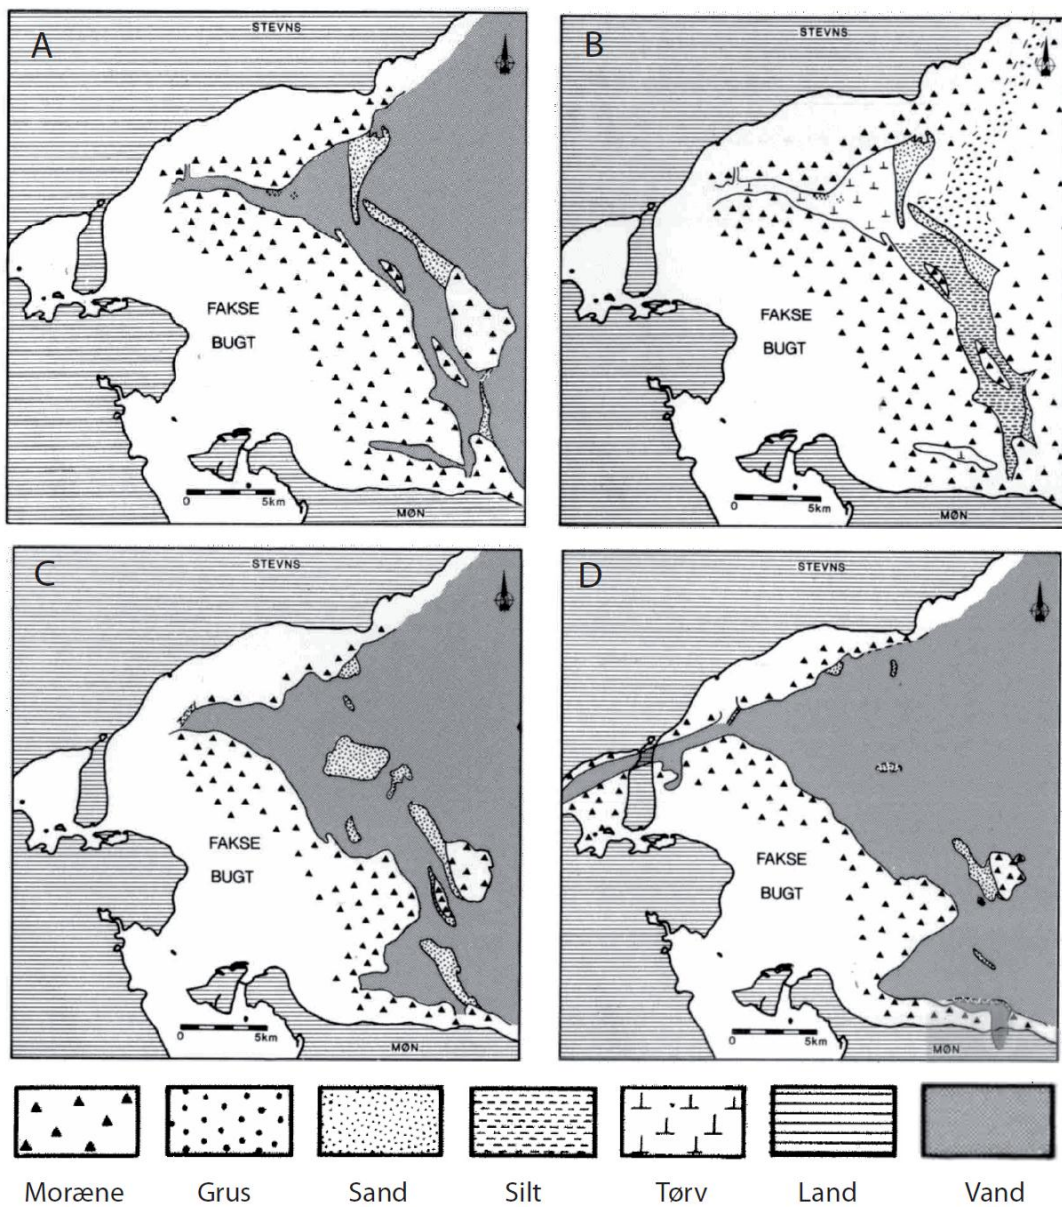 A
STEVNS
FAKSE
BUGT
0
5km
MØN
B
STEVNS
FAKSE
BUGT
0
5km
MØN
C
STEVNS
FAKSE
BUGT
0
5km
MØN
D
STEVNS
FAKSE
BUGT
0
5km
MØN
Moræne Grus Sand Silt Tørv Land Vand